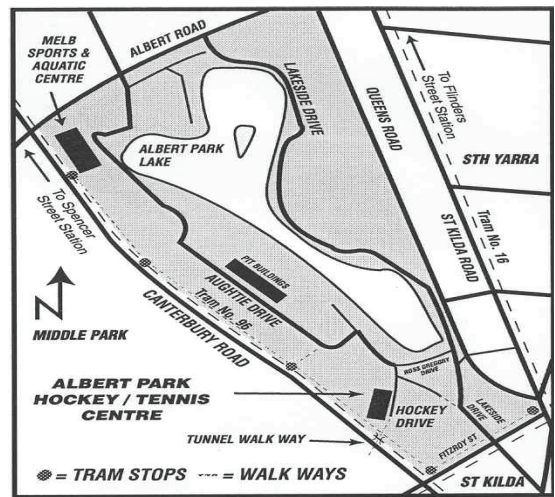 MELB
SPORTS &
AQUATIC
CENTRE
ALBERT ROAD
LAKESIDE DRIVE
QUEENS ROAD
To Flinders
Street Station
STH YARRA
ALBERT PARK
LAKE
To Spencer
Street Station
ST KILDA ROAD
Tram No. 16
PIT BUILDINGS
AUGHTIE DRIVE
Tram No. 96
CANTERBURY ROAD
N
MIDDLE PARK
ROSS GREGORY
DRIVE
ALBERT PARK
HOCKEY / TENNIS
CENTRE
HOCKEY
DRIVE
LAKESIDE
DRIVE
TUNNEL WALK WAY
FITZROY ST
= TRAM STOPS
= WALK WAYS
ST KILDA